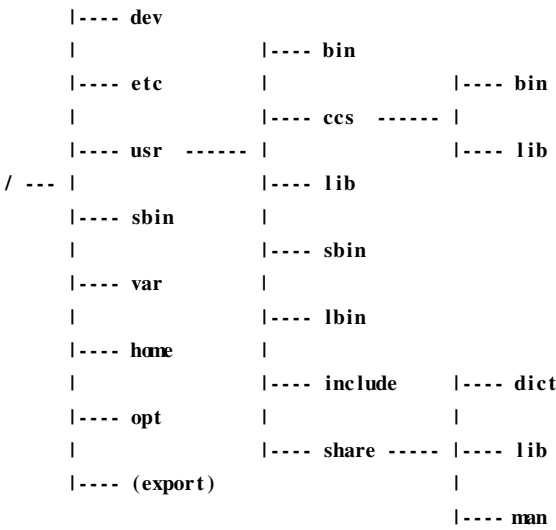 |---- dev
|                |---- bin
|---- etc        |                |---- bin
|                |---- ccs ------ |
|---- usr ------ |                |---- lib
/ --- |                |---- lib
|---- sbin       |
|                |---- sbin
|---- var        |
|                |---- lbin
|---- home       |
|                |---- include    |---- dict
|---- opt        |                |
|                |---- share ----- |---- lib
|---- (export)                    |
|---- man